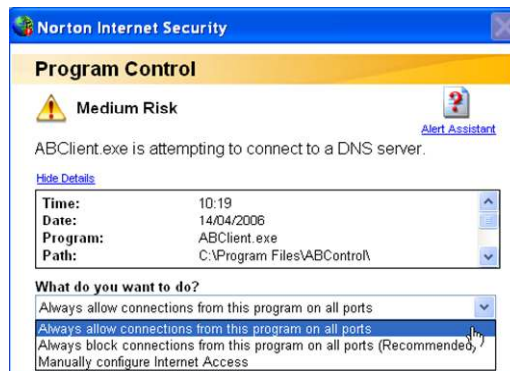 Norton Internet Security
Program Control
Medium Risk
Alert Assistant
ABClient.exe is attempting to connect to a DNS server.
Hide Details
Time: 10:19
Date: 14/04/2006
Program: ABClient.exe
Path: C:\Program Files\ABControl\
What do you want to do?
Always allow connections from this program on all ports
Always allow connections from this program on all ports
Always block connections from this program on all ports (Recommended)
Manually configure Internet Access